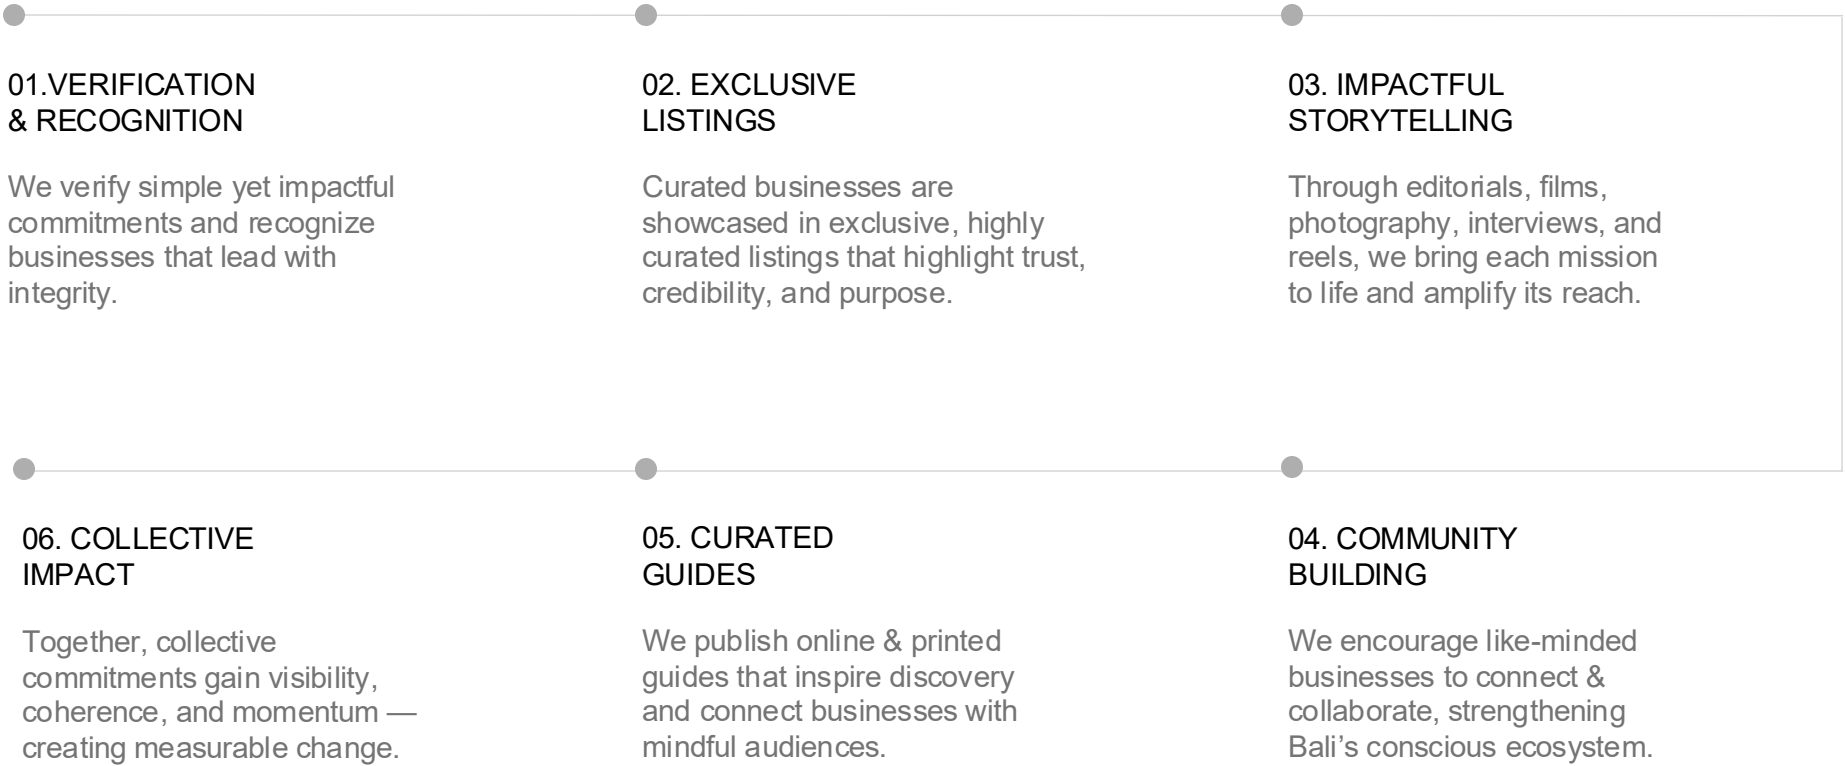 01.VERIFICATION
& RECOGNITION
We verify simple yet impactful
commitments and recognize
businesses that lead with
integrity.
02. EXCLUSIVE
LISTINGS
Curated businesses are
showcased in exclusive, highly
curated listings that highlight trust,
credibility, and purpose.
03. IMPACTFUL
STORYTELLING
Through editorials, films,
photography, interviews, and
reels, we bring each mission
to life and amplify its reach.
04. COMMUNITY
BUILDING
We encourage like-minded
businesses to connect &
collaborate, strengthening
Bali’s conscious ecosystem.
05. CURATED
GUIDES
We publish online & printed
guides that inspire discovery
and connect businesses with
mindful audiences.
06. COLLECTIVE
IMPACT
Together, collective
commitments gain visibility,
coherence, and momentum —
creating measurable change.